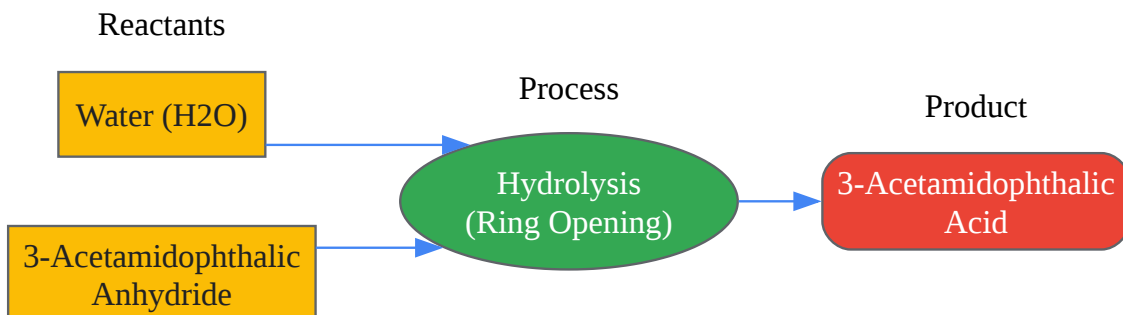 Reactants
Water (H2O)
3-Acetamidophthalic
Anhydride
Process
Hydrolysis
(Ring Opening)
Product
3-Acetamidophthalic
Acid